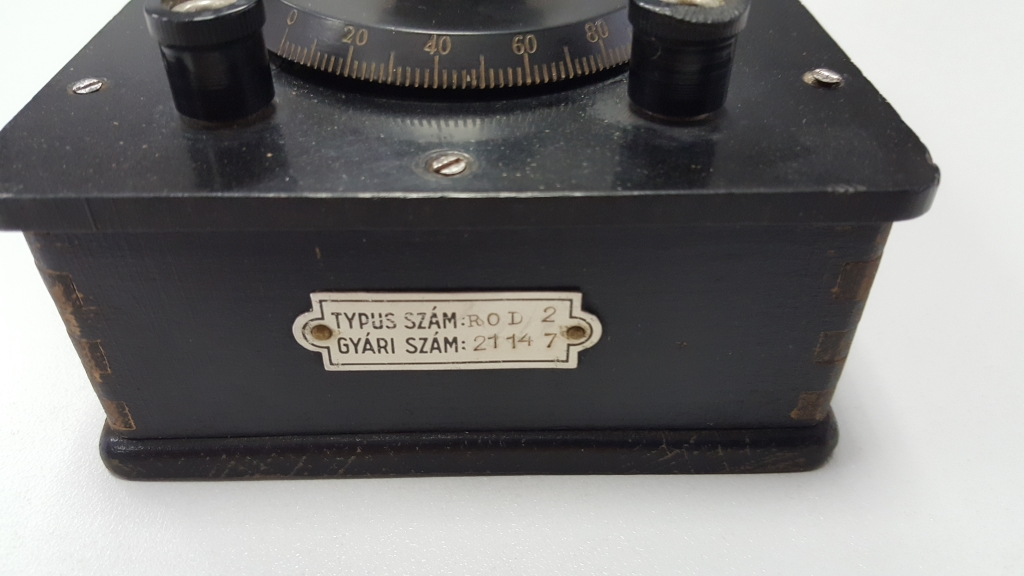 0 20 40 60 80
TYPUS SZÁM: ROD 2
GYÁRI SZÁM: 21147